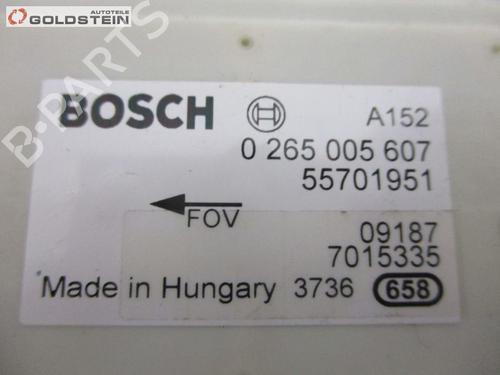 AUTOTEILE
GOLDSTEIN
B-PARTS
BOSCH
A152
0 265 005 607
55701951
FOV
09187
7015335
Made in Hungary 3736 658